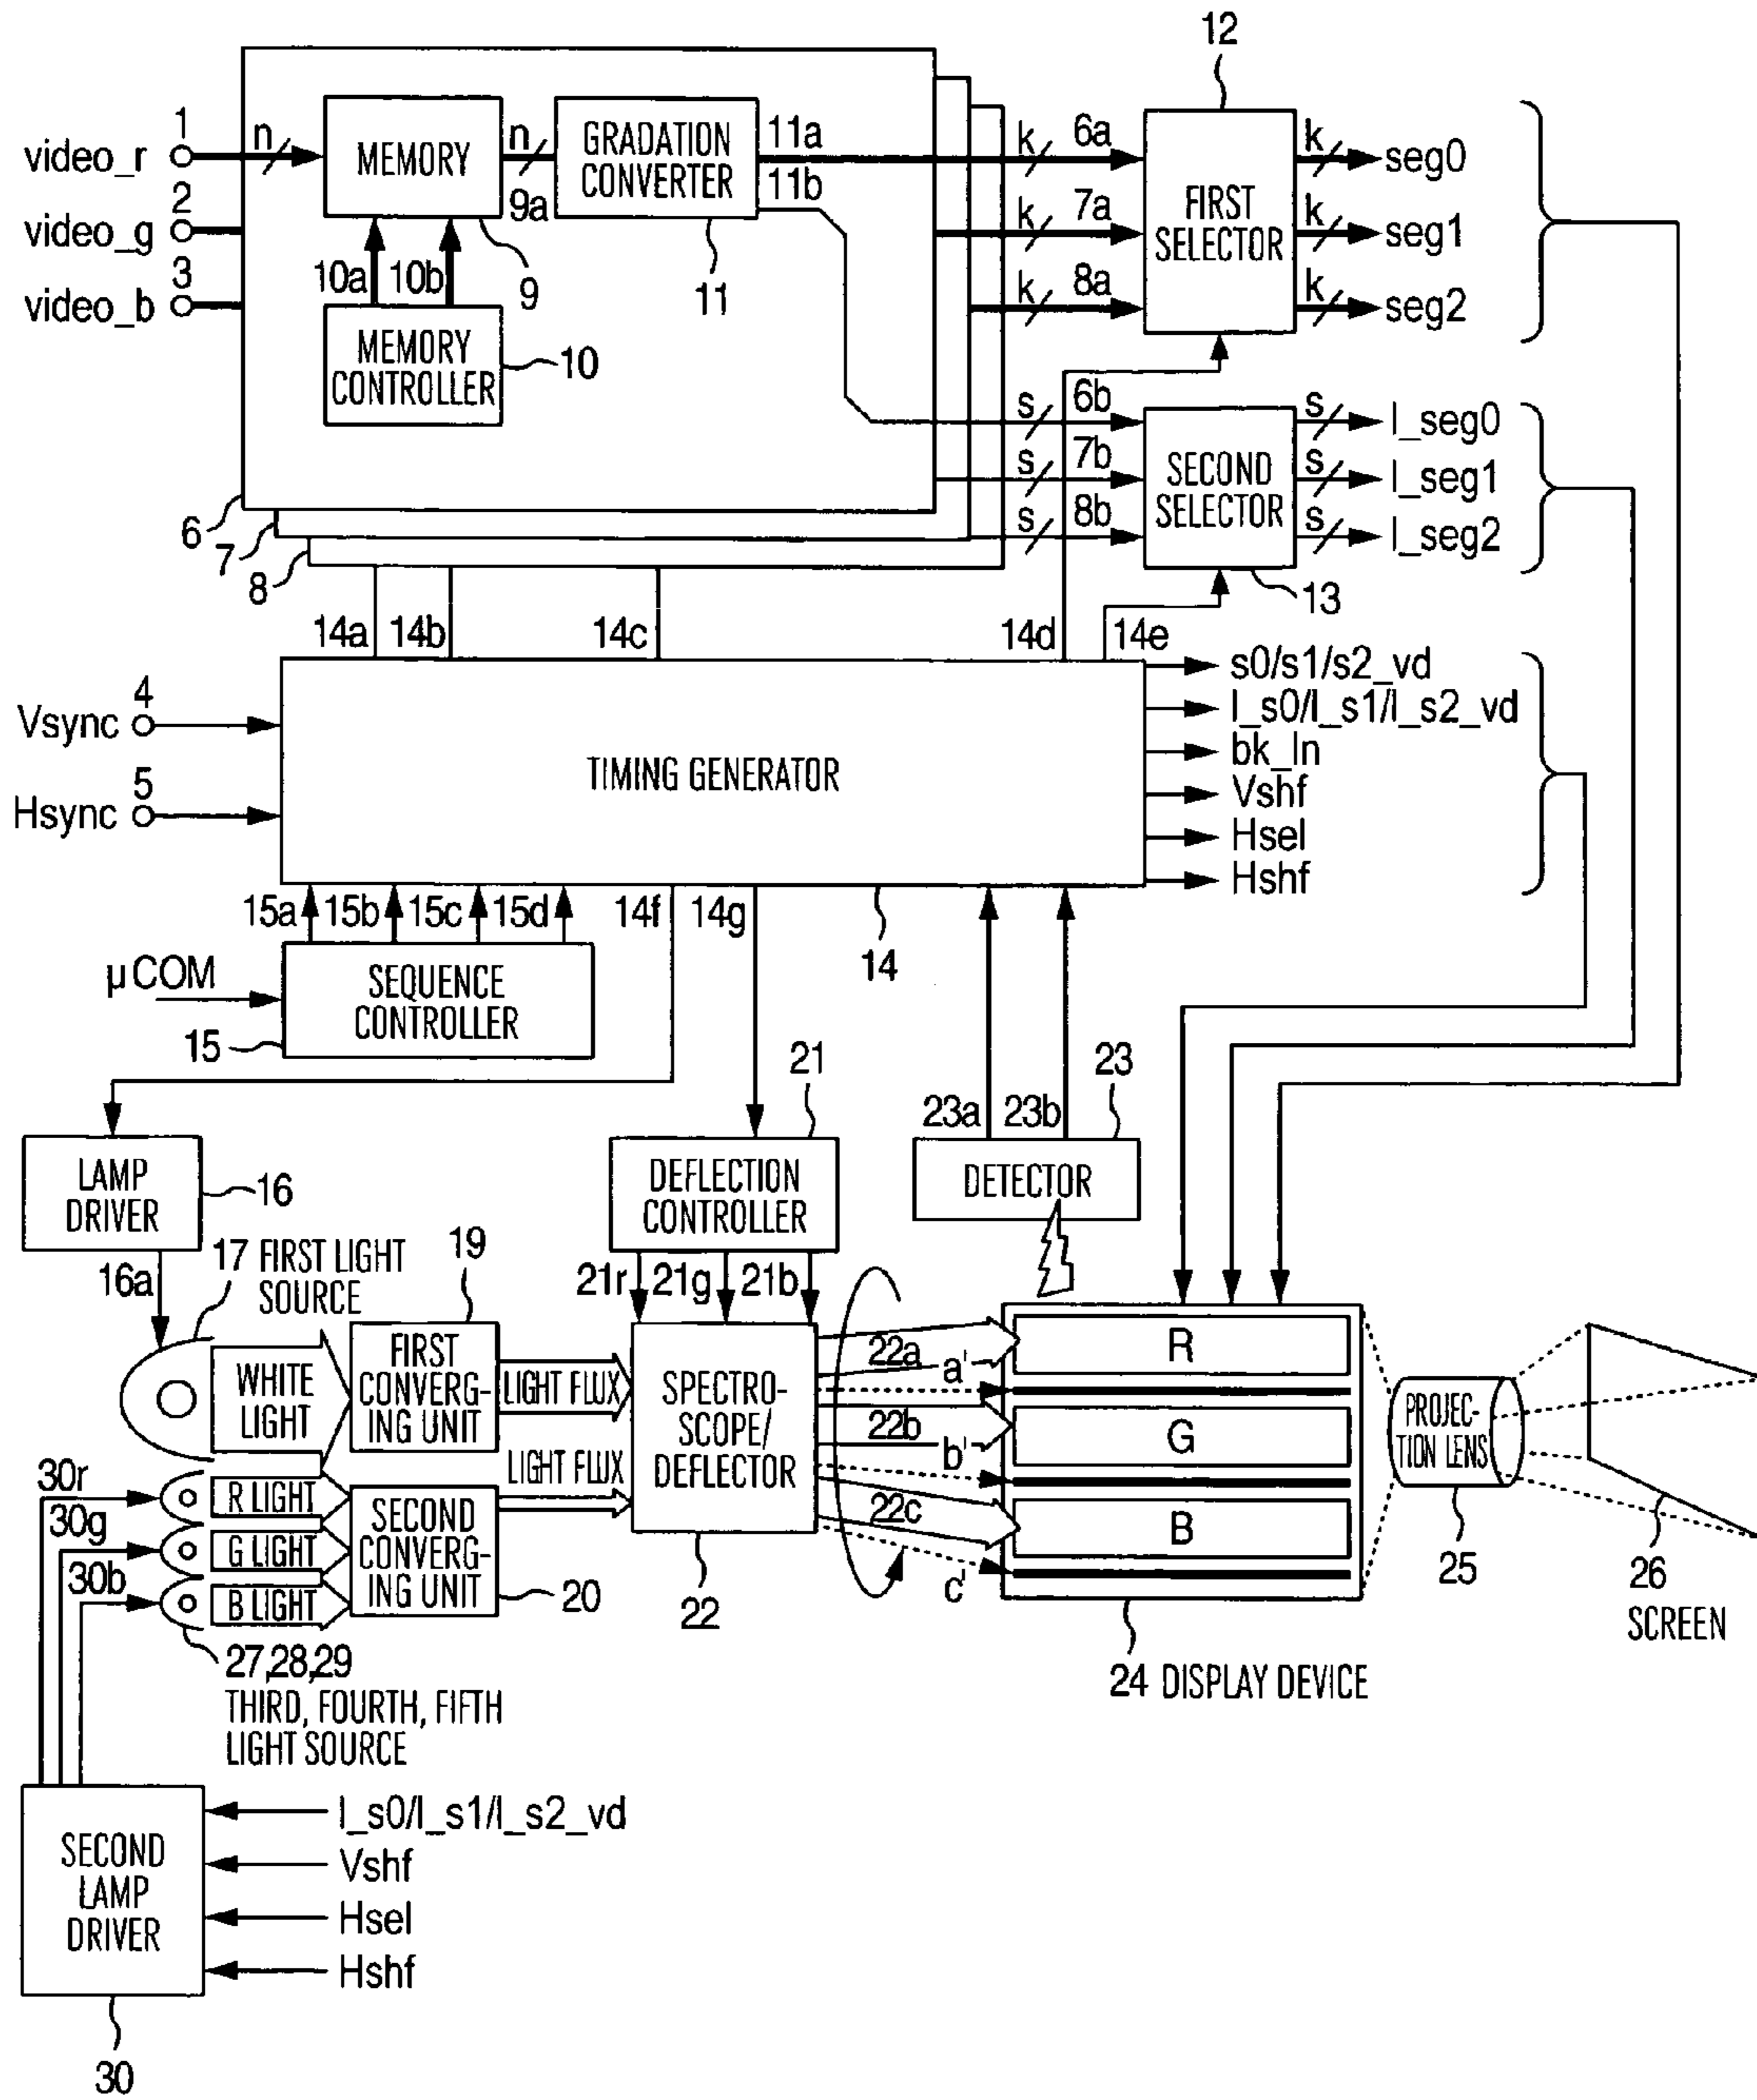 12
1
video_r
n
MEMORY
n
9a
GRADATION
CONVERTER
11a
11b
k
6a
FIRST
SELECTOR
k
seg0
2
video_g
k
7a
k
seg1
3
video_b
10a
10b
9
11
k
8a
k
seg2
MEMORY
CONTROLLER
10
s
6b
SECOND
SELECTOR
s
l_seg0
s
7b
s
l_seg1
s
8b
s
l_seg2
6
7
8
13
14a
14b
14c
14d
14e
4
Vsync
5
Hsync
TIMING GENERATOR
s0/s1/s2_vd
l_s0/l_s1/l_s2_vd
bk_ln
Vshf
Hsel
Hshf
15a
15b
15c
15d
14f
14g
14
μCOM
SEQUENCE
CONTROLLER
15
21
23a
23b
23
LAMP
DRIVER
16
DEFLECTION
CONTROLLER
DETECTOR
16a
17 FIRST LIGHT
SOURCE
19
21r
21g
21b
WHITE
LIGHT
FIRST
CONVERG-
ING UNIT
LIGHT FLUX
SPECTRO-
SCOPE/
DEFLECTOR
22a
a'
22b
b'
22c
c'
R
G
B
PROJEC-
TION LENS
25
26
SCREEN
30r
30g
30b
R LIGHT
G LIGHT
B LIGHT
SECOND
CONVERG-
ING UNIT
LIGHT FLUX
20
22
24 DISPLAY DEVICE
27,28,29
THIRD, FOURTH, FIFTH
LIGHT SOURCE
SECOND
LAMP
DRIVER
l_s0/l_s1/l_s2_vd
Vshf
Hsel
Hshf
30